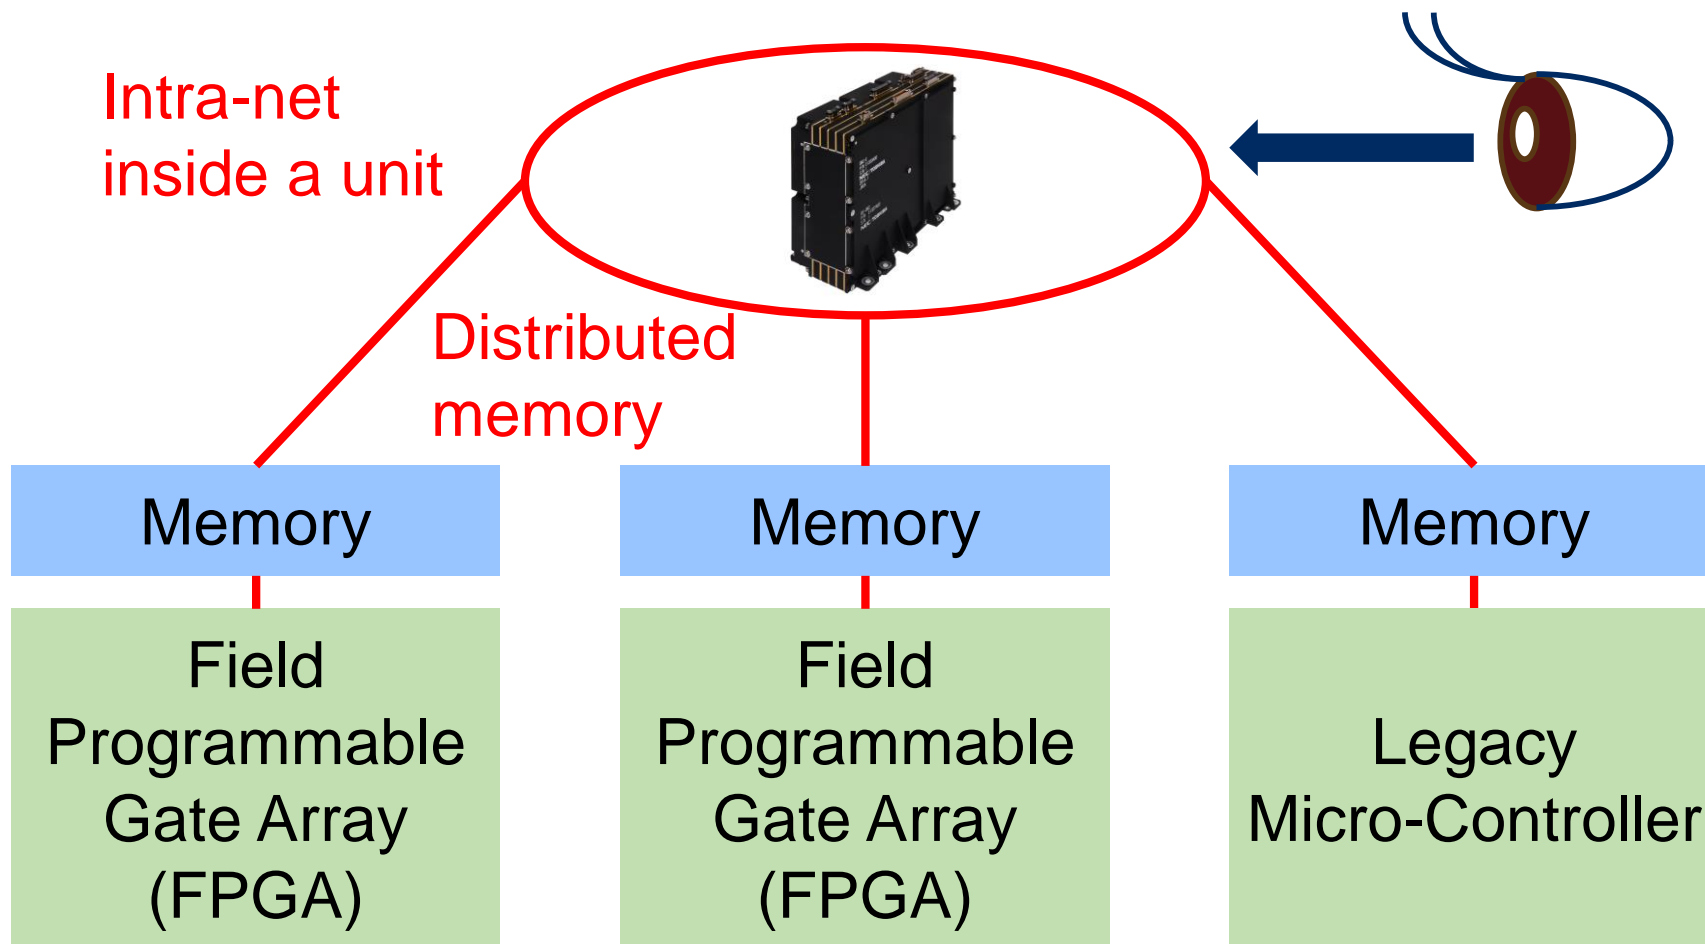 Intra-net
inside a unit
Distributed
memory
Memory
Memory
Memory
Field
Programmable
Gate Array
(FPGA)
Field
Programmable
Gate Array
(FPGA)
Legacy
Micro-Controller